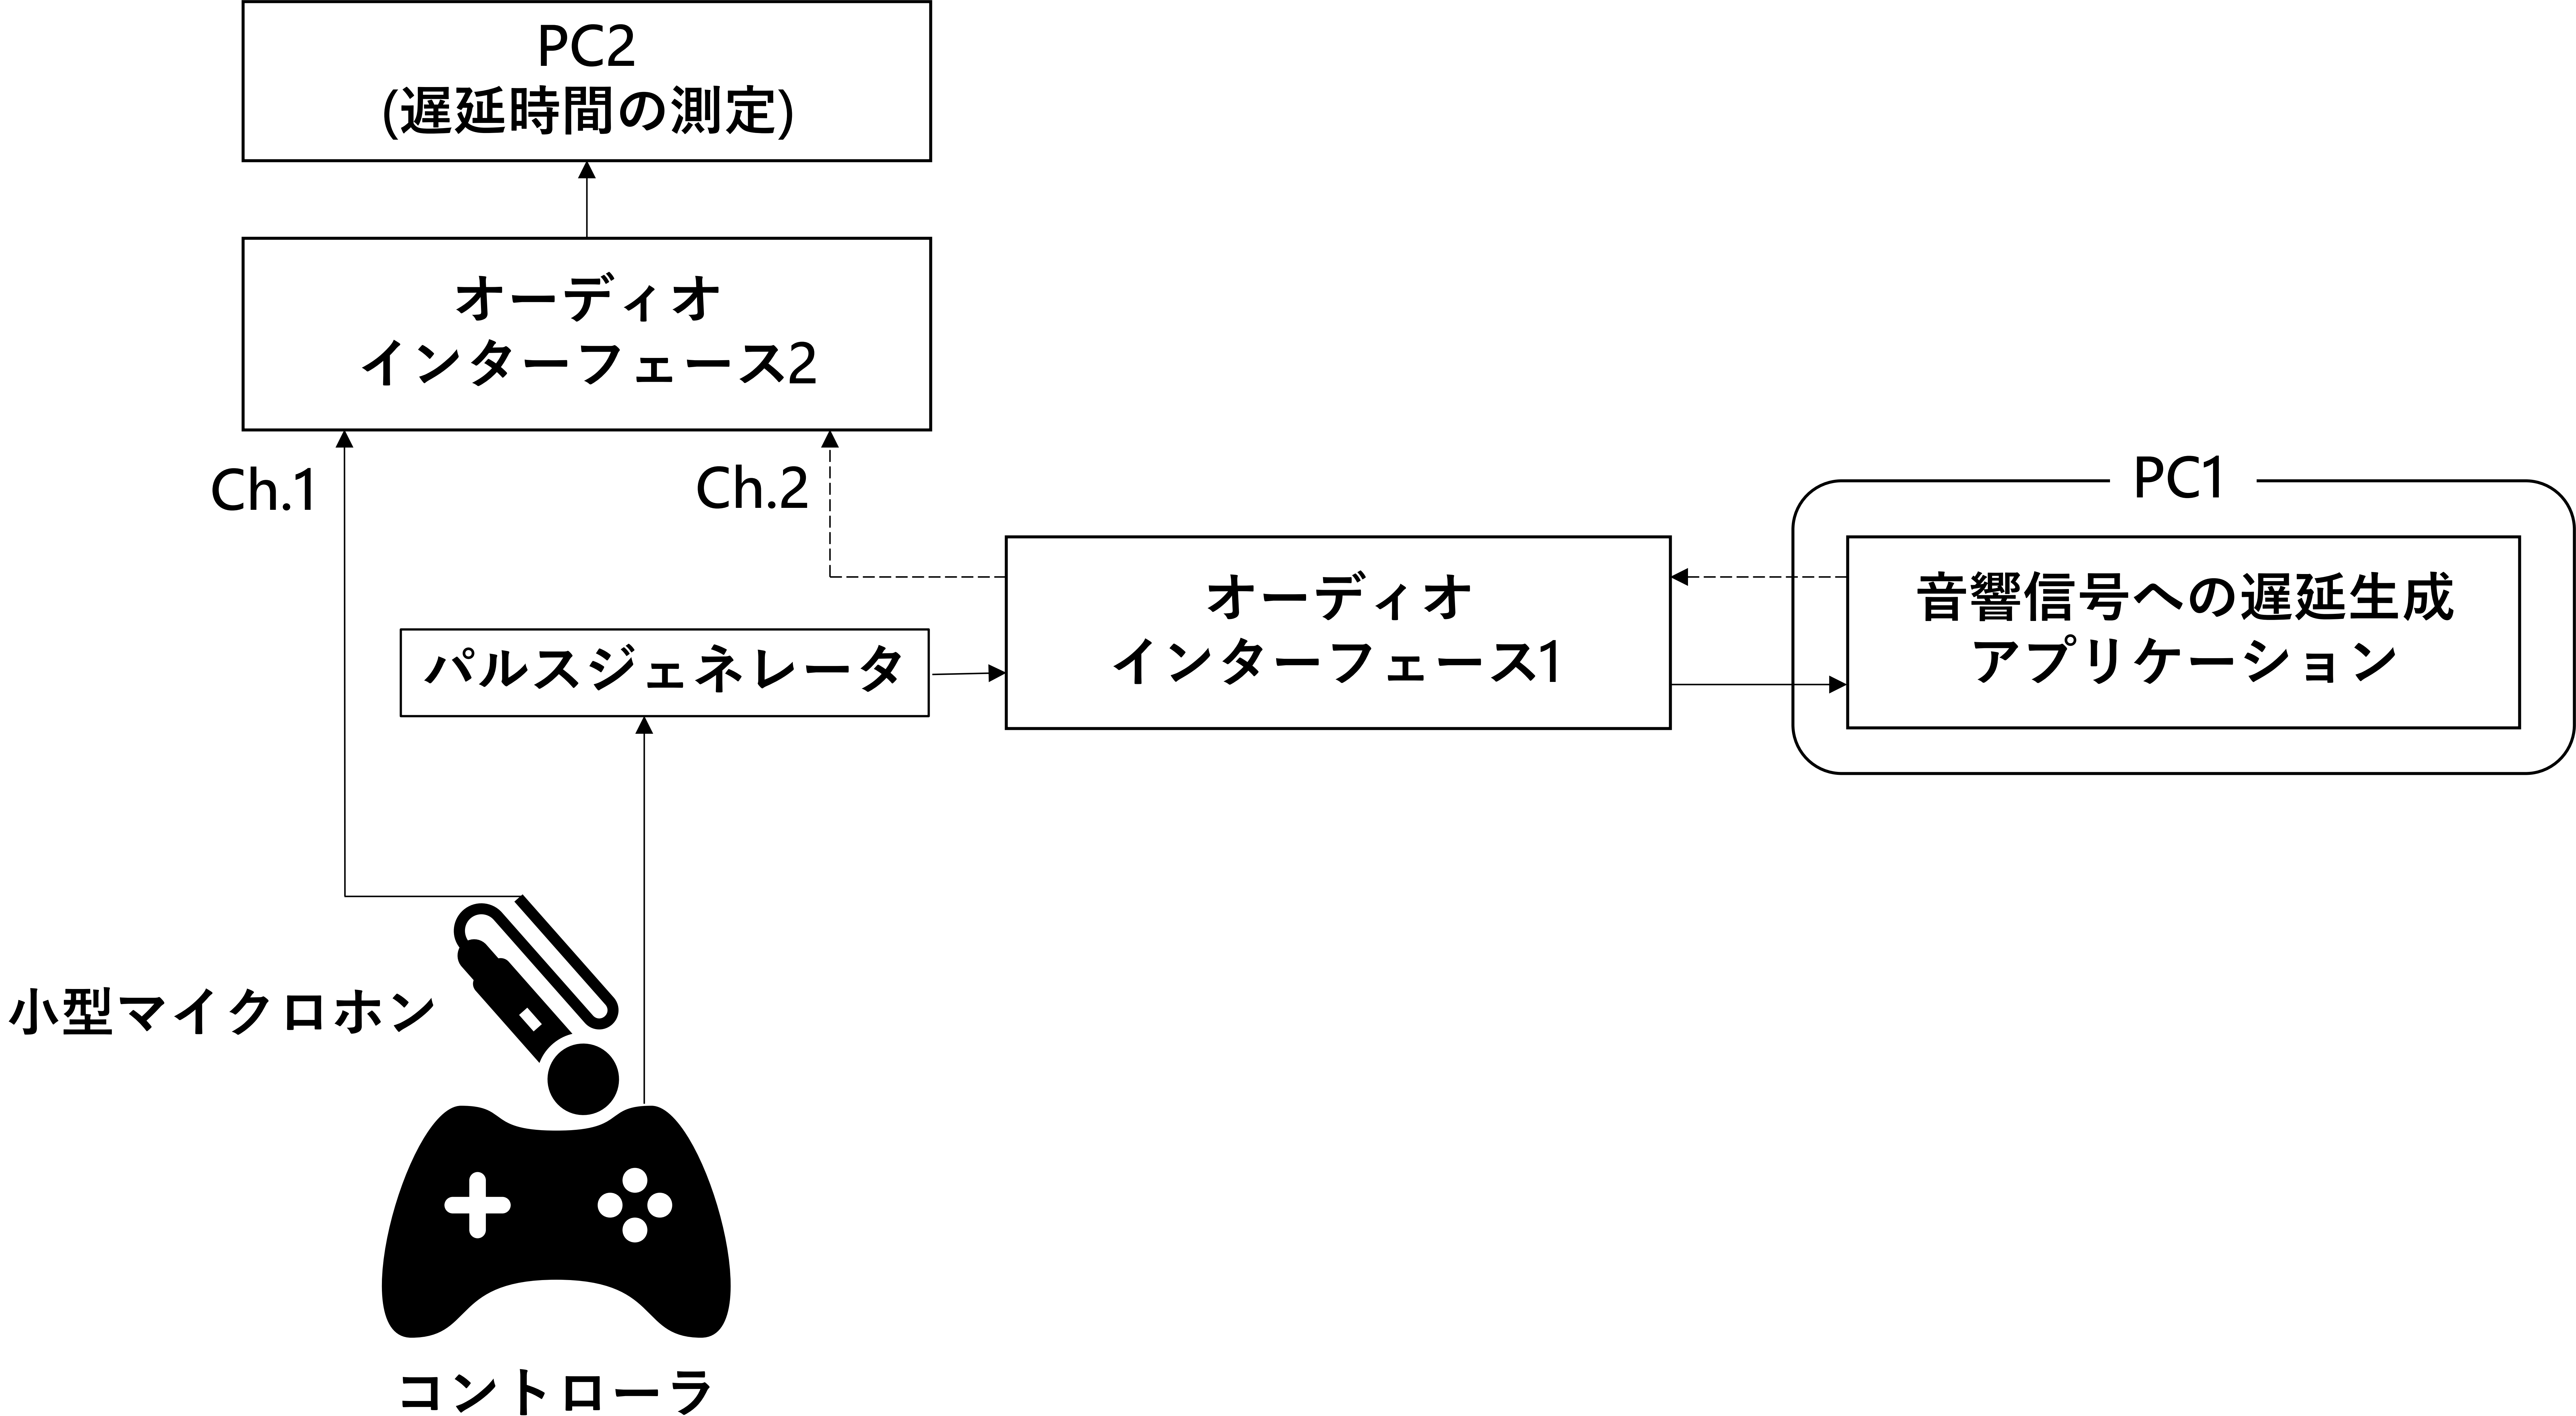 PC2
(遅延時間の測定)
オーディオ
インターフェース2
Ch.1
Ch.2
PC1
オーディオ
インターフェース1
音響信号への遅延生成
アプリケーション
パルスジェネレータ
小型マイクロホン
コントローラ